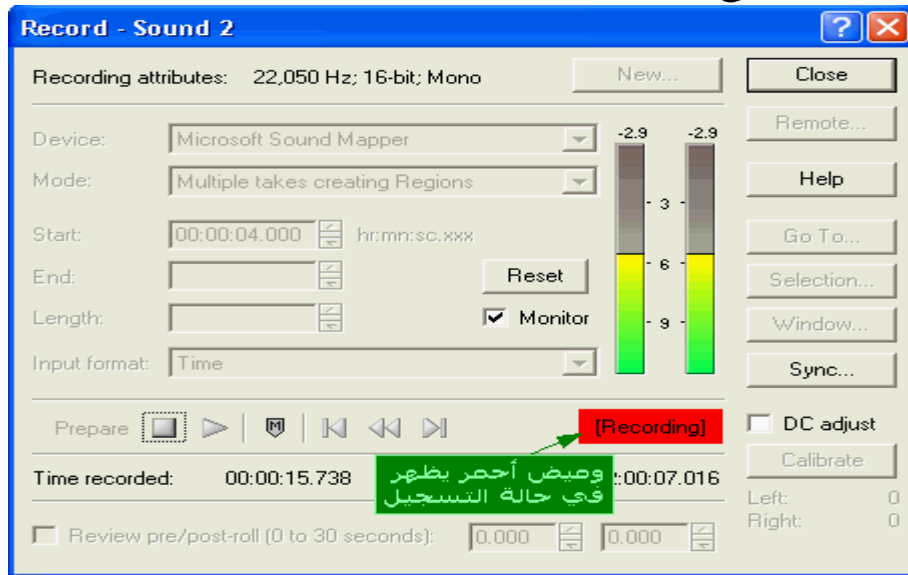 Record - Sound 2
Recording attributes: 22,050 Hz; 16-bit; Mono New... Close
Device: Microsoft Sound Mapper -2.9 -2.9 Remote...
Mode: Multiple takes creating Regions Help
- 3 -
Start: 00:00:04.000 hr:mn:sc.xxx Go To...
End: Reset - 6 - Selection...
Length: Monitor - 9 - Window...
Input format: Time Sync...
Prepare [Recording] DC adjust
Calibrate
Time recorded: 00:00:15.738 :00:07.016
وميض أحمر يظهر
في حالة التسجيل
Left: 0
Right: 0
Review pre/post-roll (0 to 30 seconds): 0.000 0.000